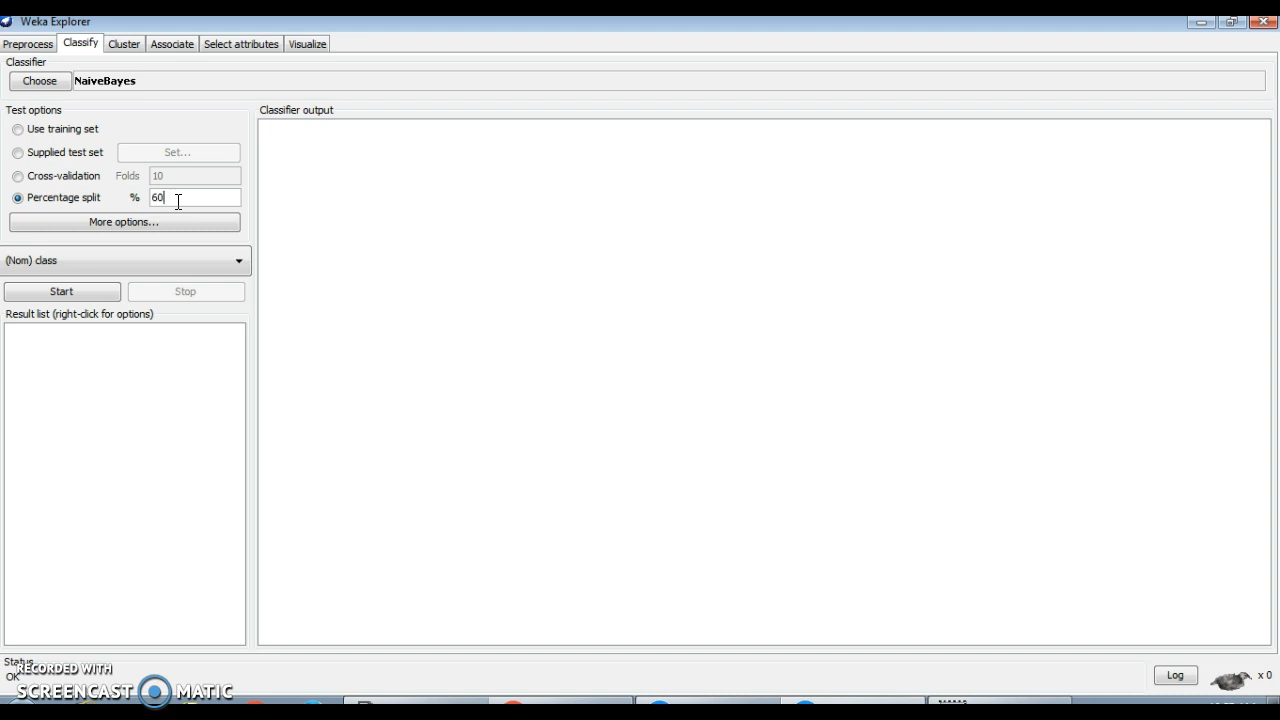 Weka Explorer
Preprocess Classify Cluster Associate Select attributes Visualize
Classifier
Choose NaiveBayes
Test options
Classifier output
Use training set
Supplied test set Set...
Cross-validation Folds 10
Percentage split % 60
More options...
(Nom) class
Start Stop
Result list (right-click for options)
Status
OK
RECORDED WITH
SCREENCAST MATIC
Log
x 0